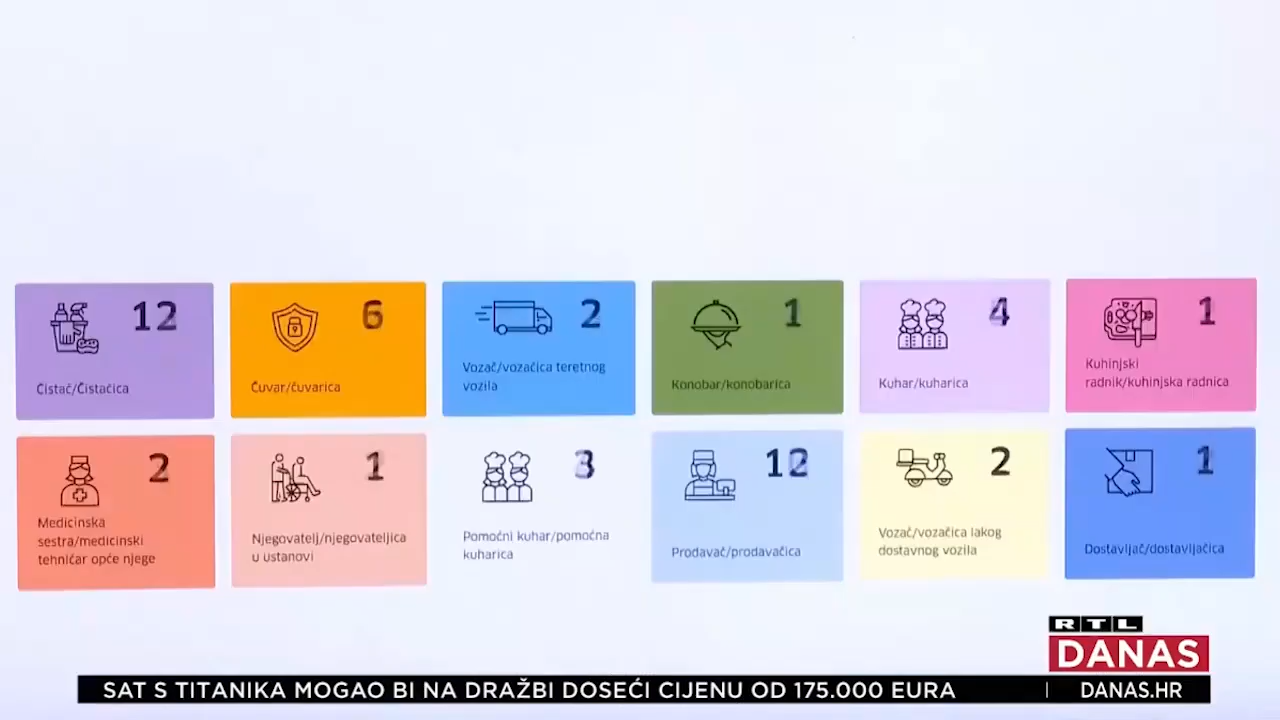 12
Čistač/Čistačica
6
Čuvar/čuvarica
2
Vozač/vozačica teretnog
vozila
1
Konobar/konobarica
4
Kuhar/kuharica
1
Kuhinjski
radnik/kuhinjska radnica
2
Medicinska
sestra/medicinski
tehničar opće njege
1
Njegovatelj/njegovateljica
u ustanovi
3
Pomoćni kuhar/pomoćna
kuharica
12
Prodavač/prodavačica
2
Vozač/vozačica lakog
dostavnog vozila
1
Dostavljač/dostavljačica
RTL
DANAS
SAT S TITANIKA MOGAO BI NA DRAŽBI DOSEĆI CIJENU OD 175.000 EURA
DANAS.HR